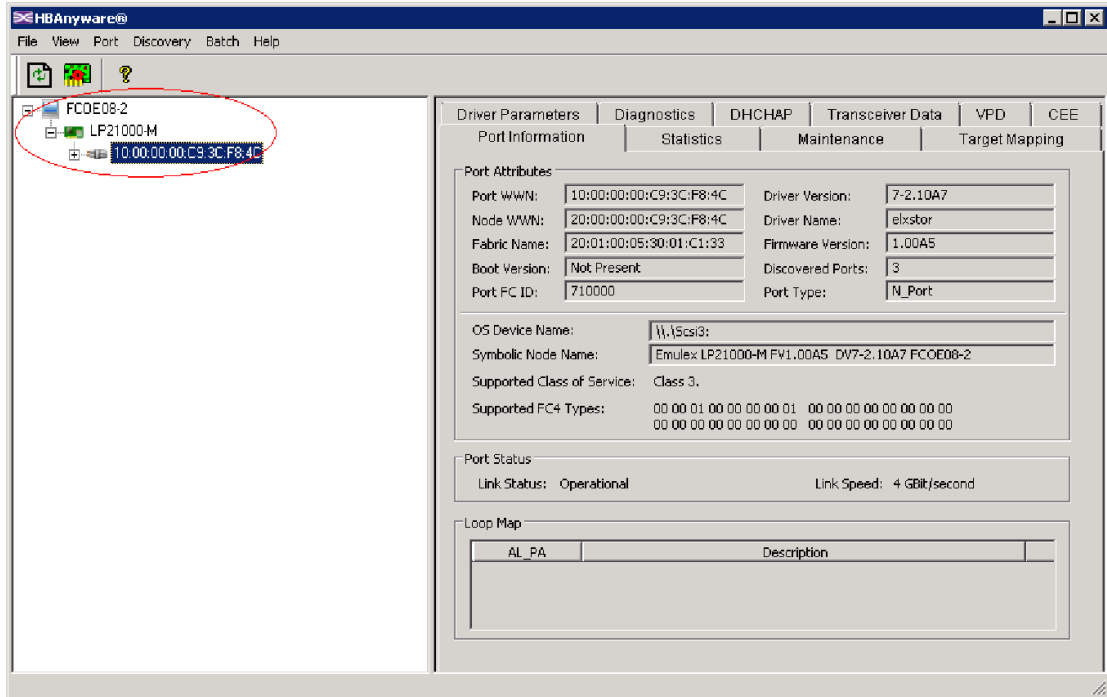 HBAnyware®
File View Port Discovery Batch Help
FCOE08-2
LP21000-M
10:00:00:00:C9:3C:F8:4C
Driver Parameters Diagnostics DHCHAP Transceiver Data VPD CEE
Port Information Statistics Maintenance Target Mapping
Port Attributes
Port WWN: 10:00:00:00:C9:3C:F8:4C Driver Version: 7-2.10A7
Node WWN: 20:00:00:00:C9:3C:F8:4C Driver Name: elxstor
Fabric Name: 20:01:00:05:30:01:C1:33 Firmware Version: 1.00A5
Boot Version: Not Present Discovered Ports: 3
Port FC ID: 710000 Port Type: N_Port
OS Device Name: \\.\Scsi3:
Symbolic Node Name: Emulex LP21000-M FV1.00A5 DV7-2.10A7 FCOE08-2
Supported Class of Service: Class 3.
Supported FC4 Types: 00 00 01 00 00 00 00 01 00 00 00 00 00 00 00 00
00 00 00 00 00 00 00 00 00 00 00 00 00 00 00 00
Port Status
Link Status: Operational Link Speed: 4 GBit/second
Loop Map
AL_PA Description